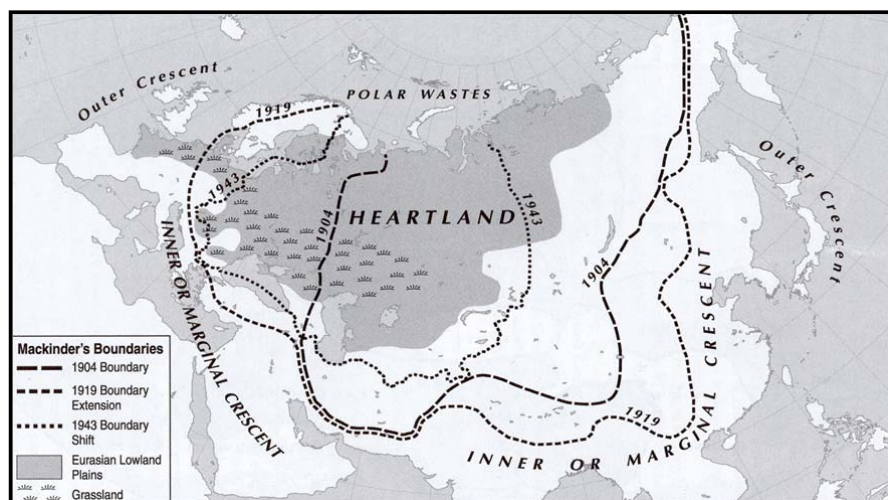 Outer Crescent
1919
POLAR WASTES
1943
HEARTLAND
1904
1943
Outer Crescent
1904
INNER OR MARGINAL CRESCENT
INNER OR MARGINAL CRESCENT
1919
Mackinder's Boundaries
1904 Boundary
1919 Boundary
Extension
1943 Boundary
Shift
Eurasian Lowland
Plains
Grassland